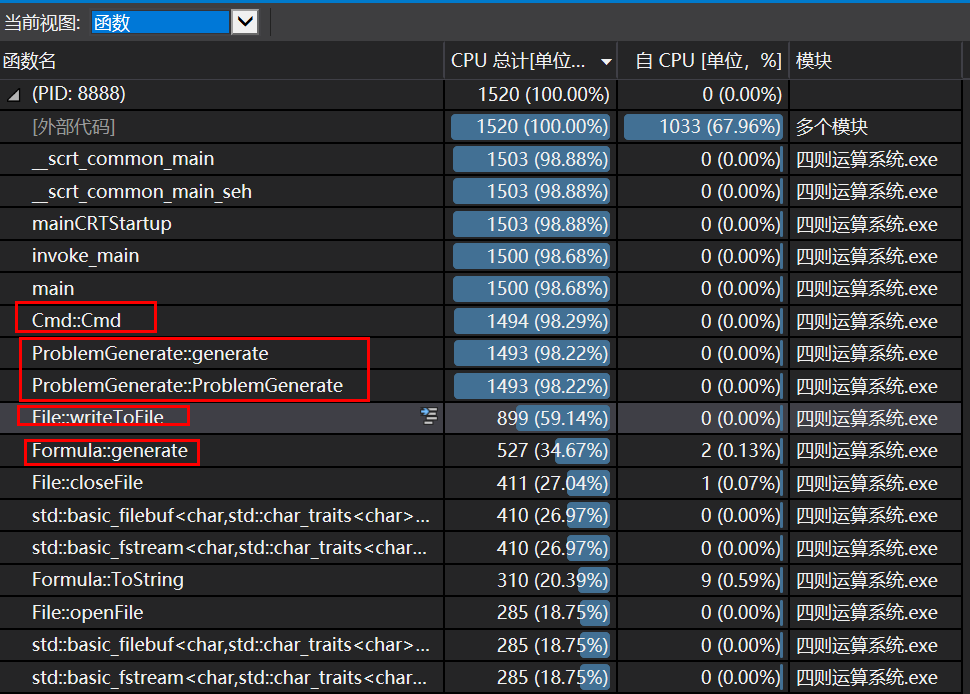 当前视图: 函数
函数名 CPU 总计[单位... 自 CPU [单位，%] 模块
(PID: 8888) 1520 (100.00%) 0 (0.00%)
[外部代码] 1520 (100.00%) 1033 (67.96%) 多个模块
__scrt_common_main 1503 (98.88%) 0 (0.00%) 四则运算系统.exe
__scrt_common_main_seh 1503 (98.88%) 0 (0.00%) 四则运算系统.exe
mainCRTStartup 1503 (98.88%) 0 (0.00%) 四则运算系统.exe
invoke_main 1500 (98.68%) 0 (0.00%) 四则运算系统.exe
main 1500 (98.68%) 0 (0.00%) 四则运算系统.exe
Cmd::Cmd 1494 (98.29%) 0 (0.00%) 四则运算系统.exe
ProblemGenerate::generate 1493 (98.22%) 0 (0.00%) 四则运算系统.exe
ProblemGenerate::ProblemGenerate 1493 (98.22%) 0 (0.00%) 四则运算系统.exe
File::writeToFile 899 (59.14%) 0 (0.00%) 四则运算系统.exe
Formula::generate 527 (34.67%) 2 (0.13%) 四则运算系统.exe
File::closeFile 411 (27.04%) 1 (0.07%) 四则运算系统.exe
std::basic_filebuf<char,std::char_traits<char>... 410 (26.97%) 0 (0.00%) 四则运算系统.exe
std::basic_fstream<char,std::char_traits<char... 410 (26.97%) 0 (0.00%) 四则运算系统.exe
Formula::ToString 310 (20.39%) 9 (0.59%) 四则运算系统.exe
File::openFile 285 (18.75%) 0 (0.00%) 四则运算系统.exe
std::basic_filebuf<char,std::char_traits<char>... 285 (18.75%) 0 (0.00%) 四则运算系统.exe
std::basic_fstream<char,std::char_traits<char... 285 (18.75%) 0 (0.00%) 四则运算系统.exe